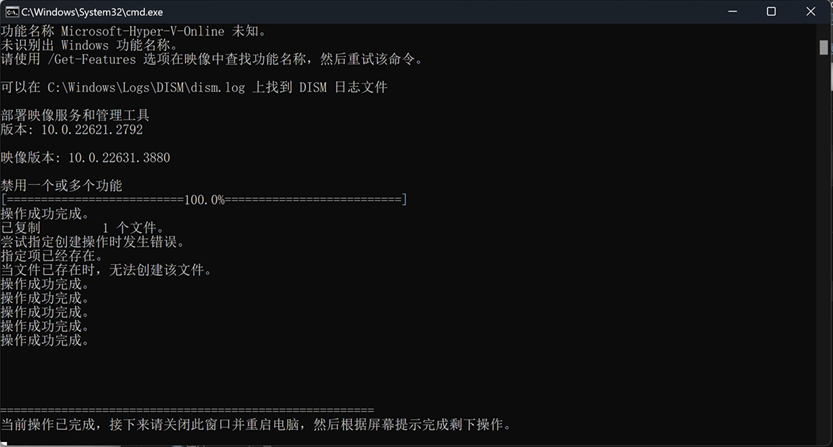 C:\Windows\System32\cmd.exe
功能名称 Microsoft-Hyper-V-Online 未知。
未识别出 Windows 功能名称。
请使用 /Get-Features 选项在映像中查找功能名称，然后重试该命令。
可以在 C:\Windows\Logs\DISM\dism.log 上找到 DISM 日志文件
部署映像服务和管理工具
版本: 10.0.22621.2792
映像版本: 10.0.22631.3880
禁用一个或多个功能
[==========================100.0%==========================]
操作成功完成。
已复制         1 个文件。
尝试指定创建操作时发生错误。
指定项已经存在。
当文件已存在时，无法创建该文件。
操作成功完成。
操作成功完成。
操作成功完成。
操作成功完成。
操作成功完成。
=======================================================
当前操作已完成，接下来请关闭此窗口并重启电脑，然后根据屏幕提示完成剩下操作。